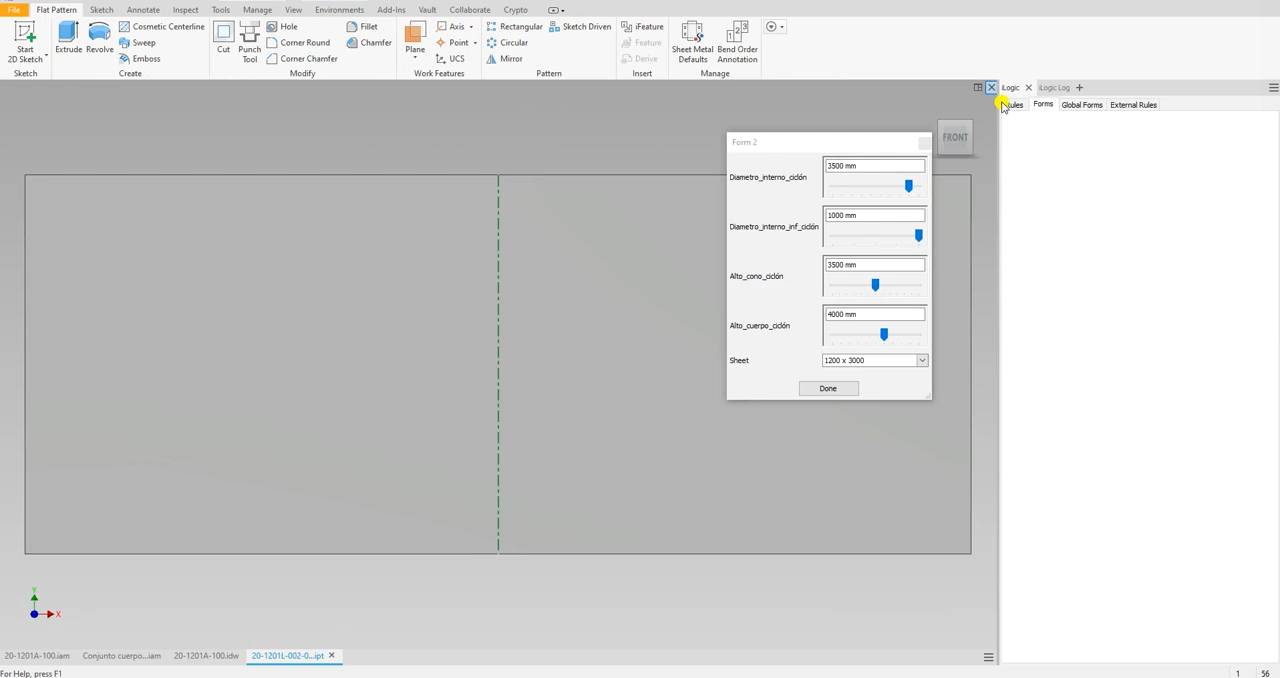 File Flat Pattern Sketch Annotate Inspect Tools Manage View Environments Add-Ins Vault Collaborate Crypto
Start
2D Sketch
Extrude
Revolve
Cosmetic Centerline
Sweep
Emboss
Cut
Punch
Tool
Hole
Corner Round
Corner Chamfer
Fillet
Chamfer
Plane
Axis
Point
UCS
Rectangular
Circular
Mirror
Sketch Driven
iFeature
Feature
Derive
Sheet Metal
Defaults
Bend Order
Annotation
Sketch Create Modify Work Features Pattern Insert Manage
iLogic iLogic Log
Forms Global Forms External Rules
FRONT
Form 2
Diametro_interno_ciclón 3500 mm
Diametro_interno_inf_ciclón 1000 mm
Alto_cono_ciclón 3500 mm
Alto_cuerpo_ciclón 4000 mm
Sheet 1200 x 3000
Done
Y
X
20-1201A-100.iam Conjunto cuerpo...iam 20-1201A-100.idw 20-1201L-002-0...ipt
For Help, press F1 1 56